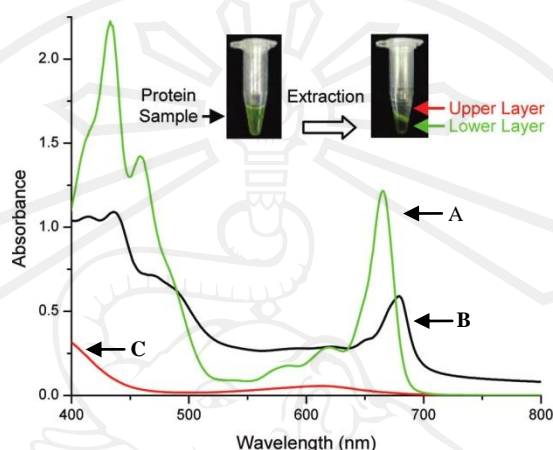 2.0
1.5
1.0
0.5
0.0
Absorbance
400
500
600
700
800
Wavelength (nm)
Protein
Sample
Extraction
Upper Layer
Lower Layer
A
B
C